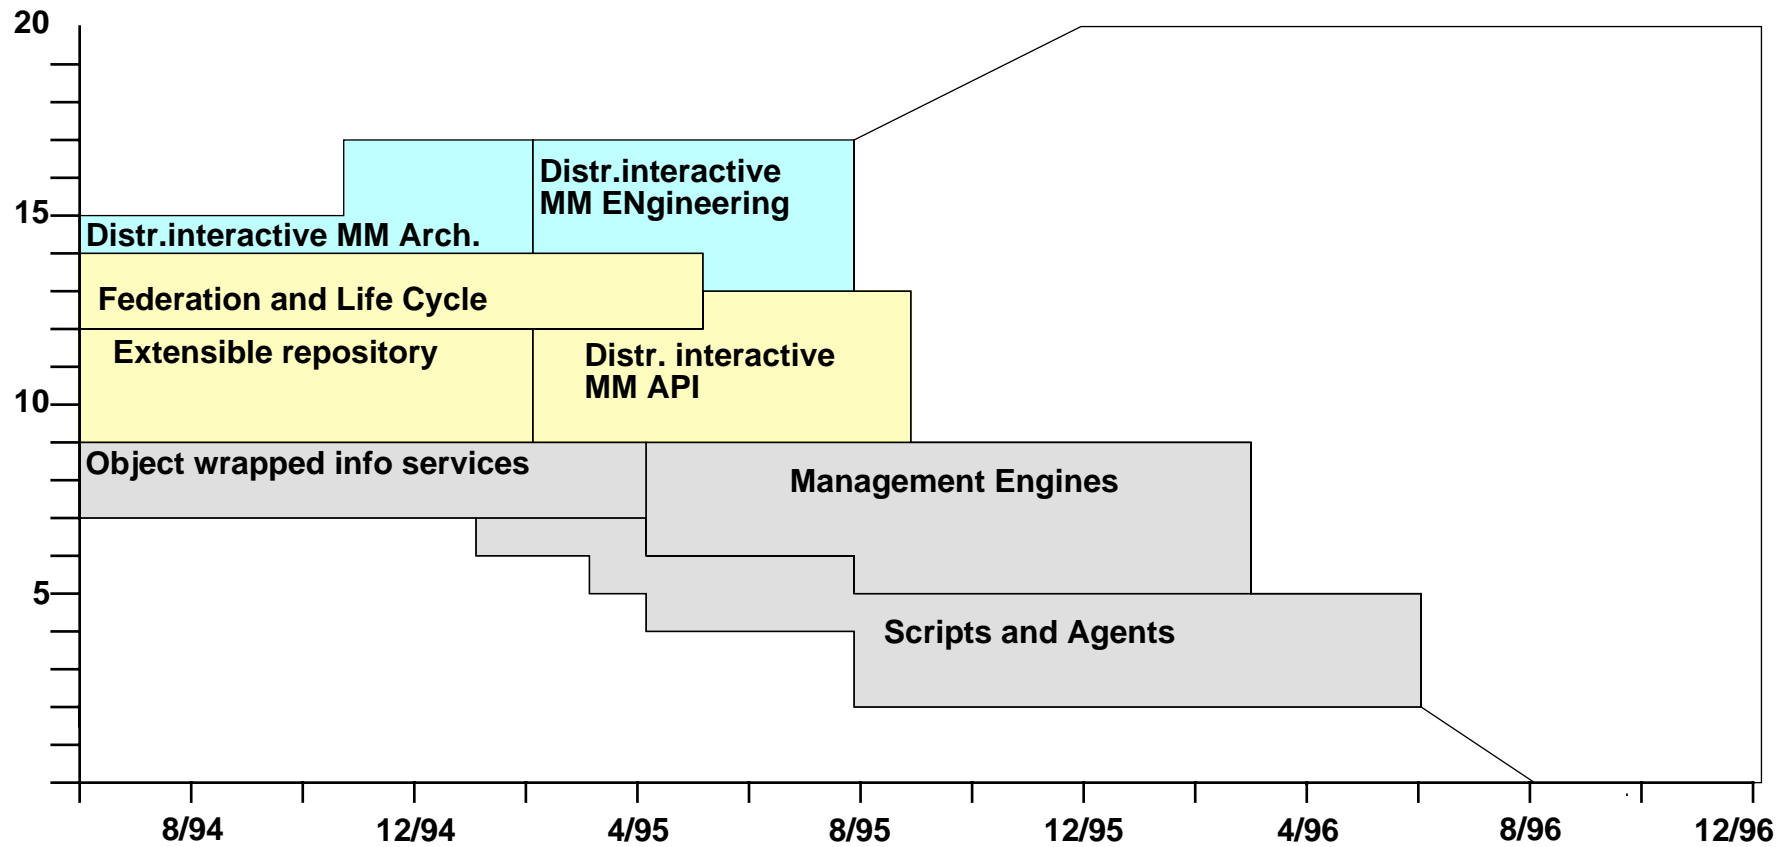 20
Distr.interactive
MM ENgineering
15
Distr.interactive MM Arch.
Federation and Life Cycle
Extensible repository
Distr. interactive
MM API
10
Object wrapped info services
Management Engines
5
Scripts and Agents
8/94 12/94 4/95 8/95 12/95 4/96 8/96 12/96